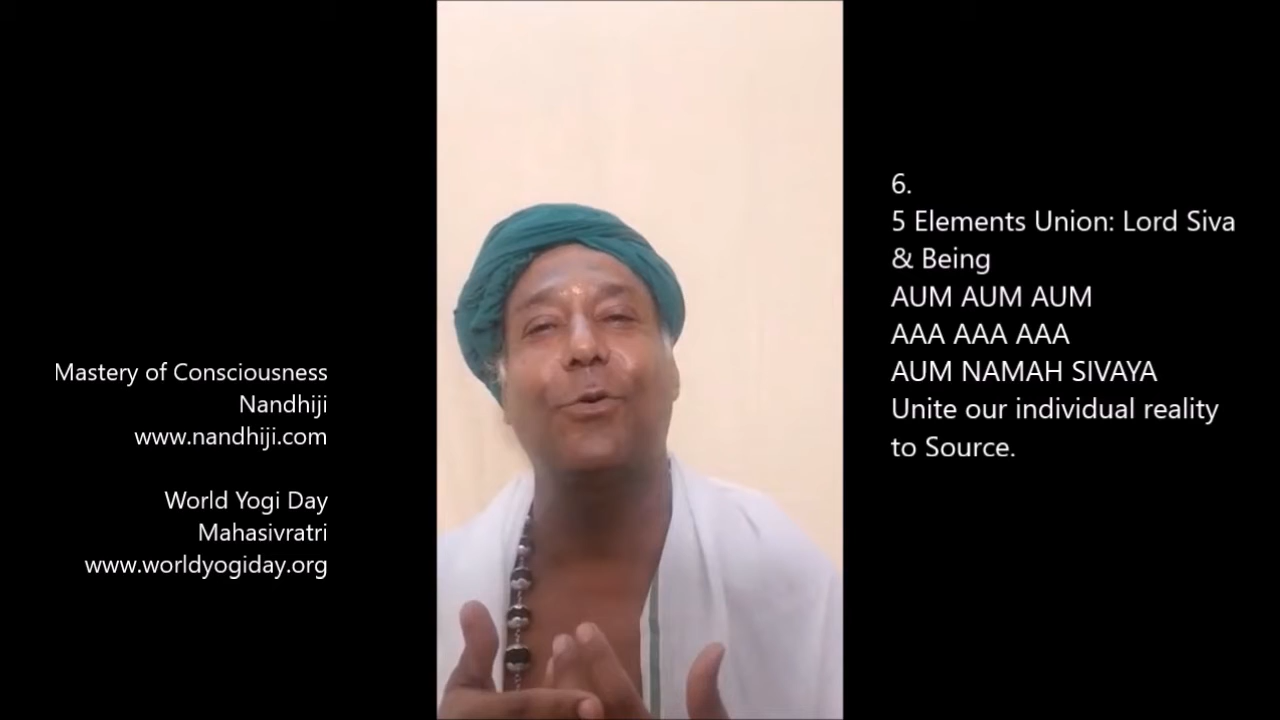 Mastery of Consciousness
Nandhiji
www.nandhiji.com
World Yogi Day
Mahasivratri
www.worldyogiday.org
6.
5 Elements Union: Lord Siva
& Being
AUM AUM AUM
AAA AAA AAA
AUM NAMAH SIVAYA
Unite our individual reality
to Source.